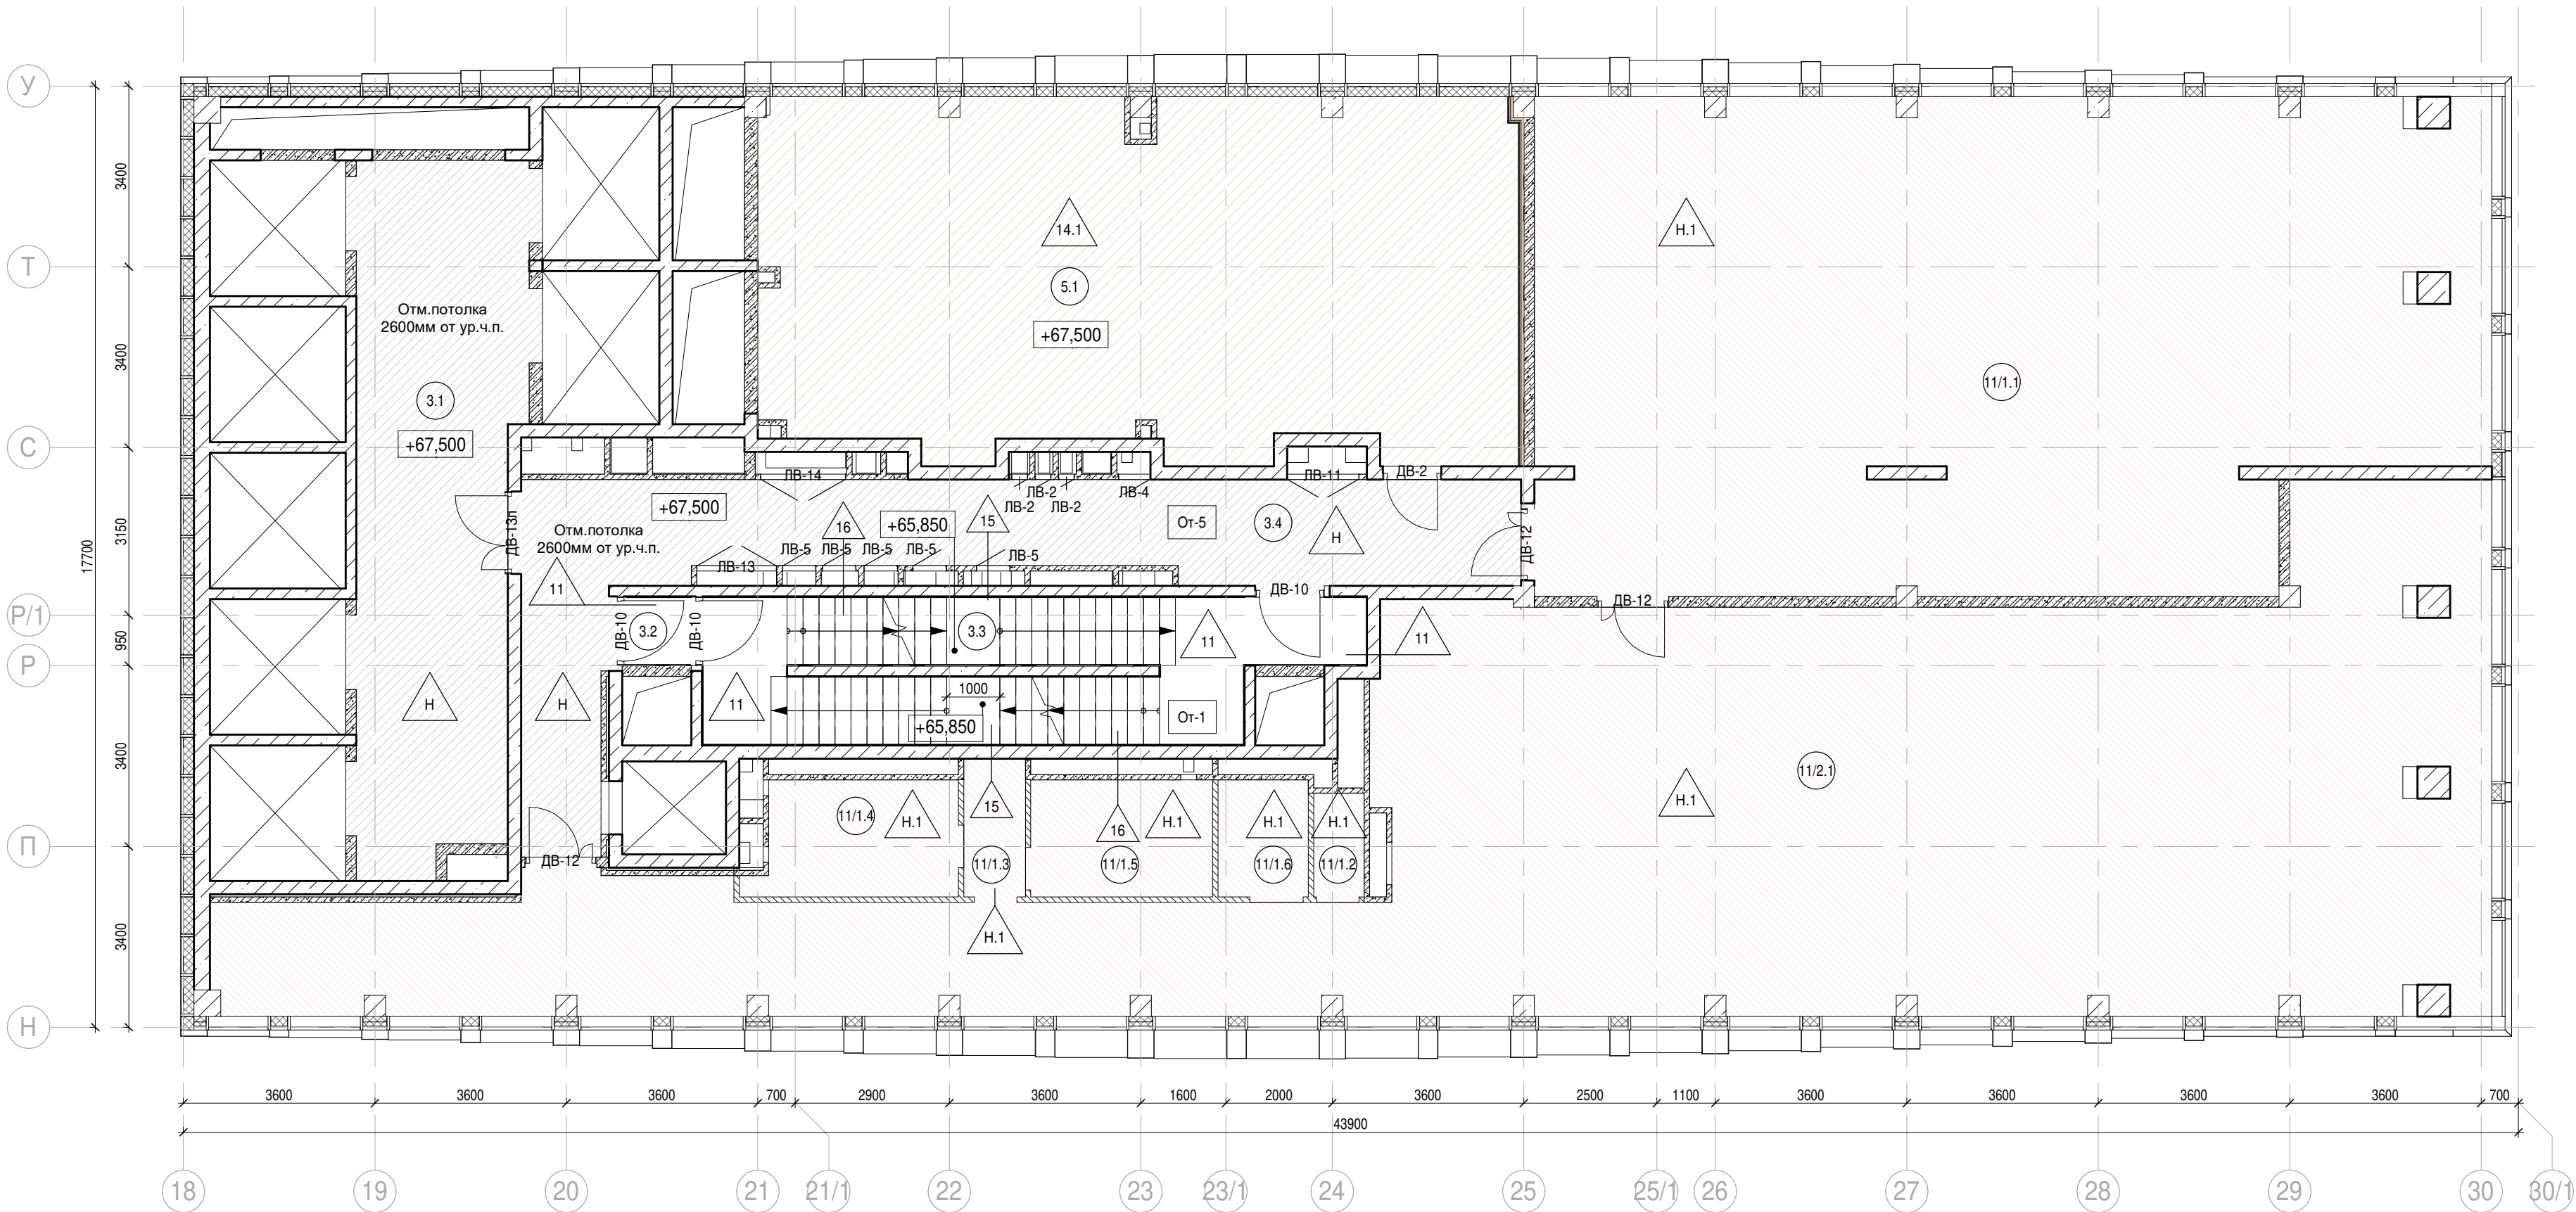 У
Т
С
Р/1
Р
П
Н
17700
3400
3400
3150
950
3400
3400
Отм.потолка
2600мм от ур.ч.п.
3.1
+67,500
14.1
5.1
+67,500
Н.1
11/1.1
ЛВ-14
ЛВ-2
ЛВ-2
ЛВ-2
ЛВ-4
ЛВ-11
ДВ-2
+67,500
Отм.потолка
2600мм от ур.ч.п.
ДВ-13п
16
+65,850
15
От-5
3.4
Н
ДВ-12
ЛВ-13
ЛВ-5
ЛВ-5
ЛВ-5
ЛВ-5
ЛВ-5
11
ДВ-10
ДВ-12
ДВ-10
3.2
ДВ-10
3.3
11
11
Н
Н
11
1000
+65,850
От-1
11/2.1
Н.1
11/1.4
Н.1
15
16
Н.1
Н.1
Н.1
ДВ-12
11/1.3
11/1.5
11/1.6
11/1.2
Н.1
3600
3600
3600
700
2900
3600
1600
2000
3600
2500
1100
3600
3600
3600
3600
700
43900
18
19
20
21
21/1
22
23
23/1
24
25
25/1
26
27
28
29
30
30/1